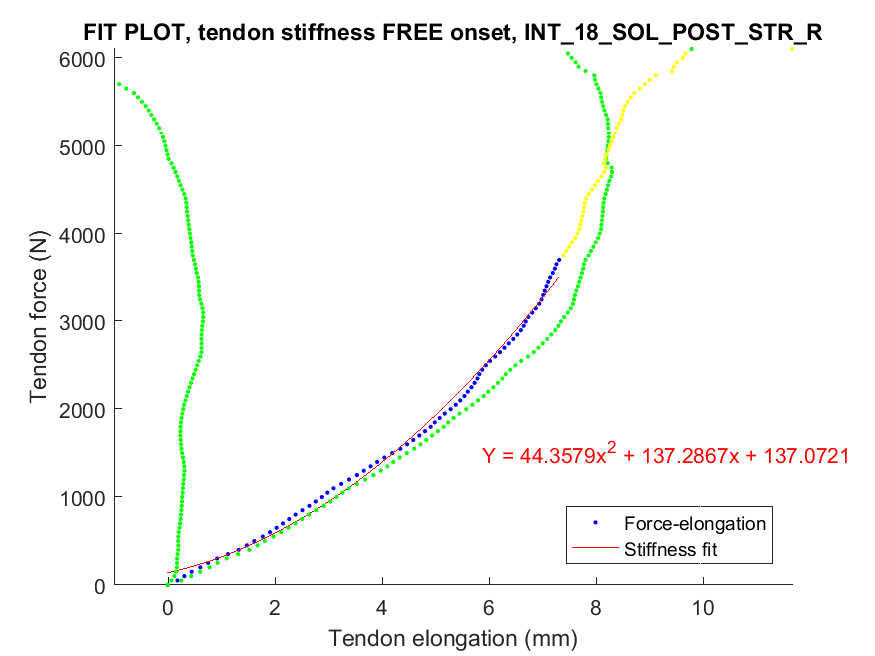 FIT PLOT, tendon stiffness FREE onset, INT_18_SOL_POST_STR_R
6000
5000
4000
3000
2000
1000
0
Tendon force (N)
Y = 44.3579x² + 137.2867x + 137.0721
Force-elongation
Stiffness fit
0 2 4 6 8 10
Tendon elongation (mm)